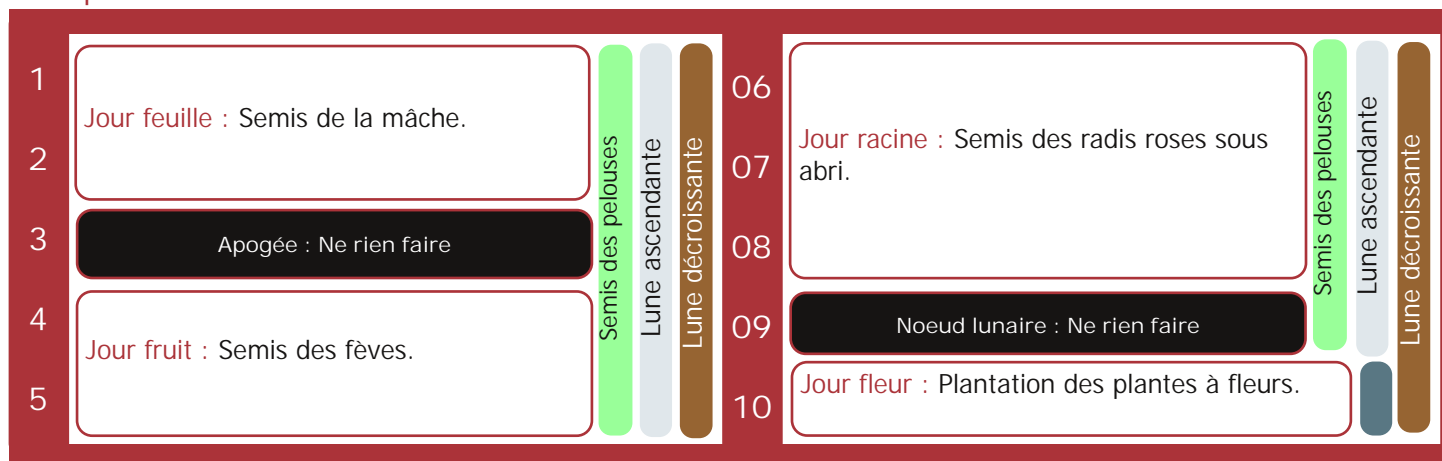 1
2
3
4
5
Jour feuille : Semis de la mâche.
Apogée : Ne rien faire
Jour fruit : Semis des fèves.
Semis des pelouses
Lune ascendante
Lune décroissante
06
07
08
09
10
Jour racine : Semis des radis roses sous
abri.
Noeud lunaire : Ne rien faire
Jour fleur : Plantation des plantes à fleurs.
Semis des pelouses
Lune ascendante
Lune décroissante